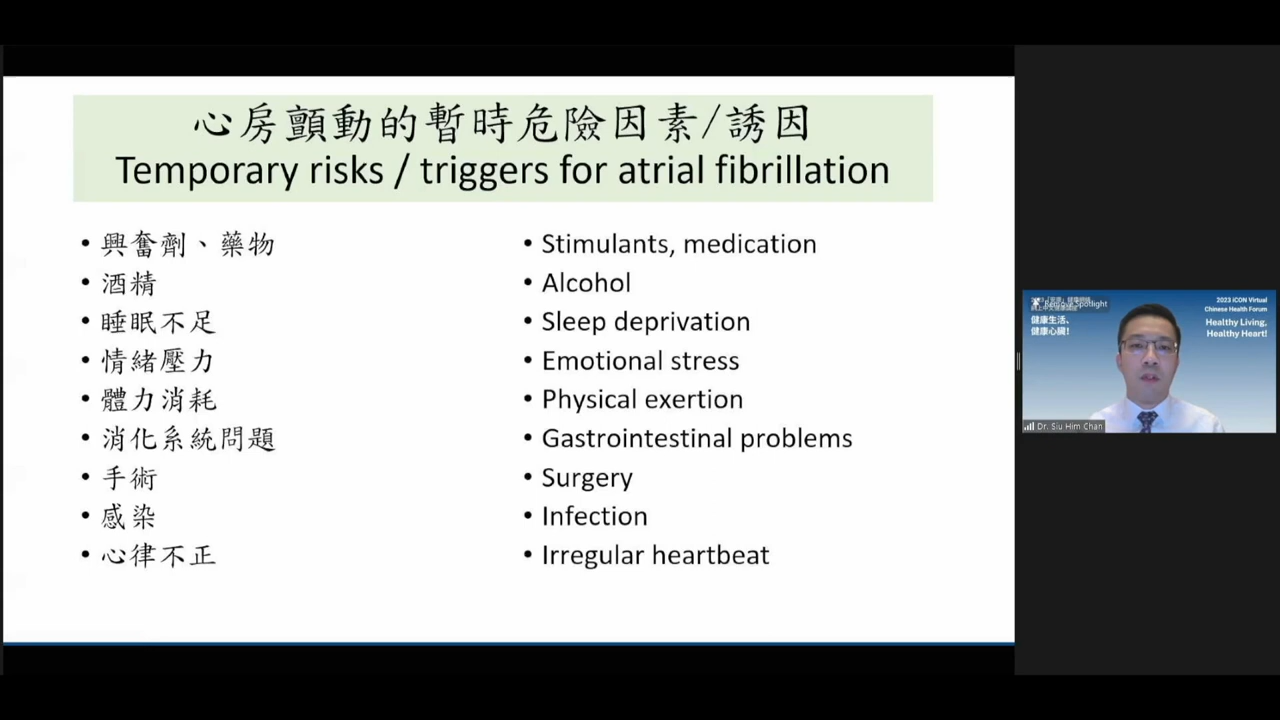 心房顫動的暫時危險因素/誘因
Temporary risks / triggers for atrial fibrillation
• 興奮劑、藥物
• 酒精
• 睡眠不足
• 情緒壓力
• 體力消耗
• 消化系統問題
• 手術
• 感染
• 心律不正
• Stimulants, medication
• Alcohol
• Sleep deprivation
• Emotional stress
• Physical exertion
• Gastrointestinal problems
• Surgery
• Infection
• Irregular heartbeat
Remove Spotlight
健康生活、
健康心臟!
2023 iCON Virtual
Chinese Health Forum
Healthy Living,
Healthy Heart!
Dr. Siu Him Chan